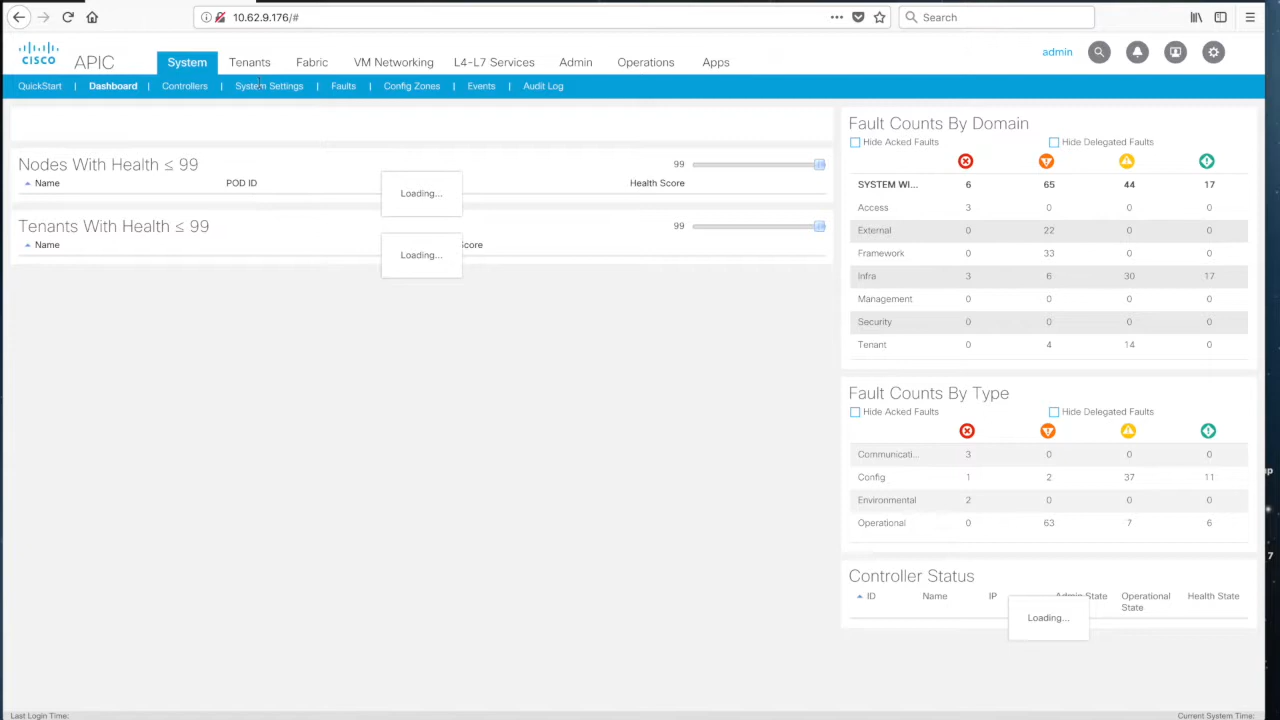 10.62.9.176/#
Search
cisco APIC
System Tenants Fabric VM Networking L4-L7 Services Admin Operations Apps
admin
QuickStart | Dashboard | Controllers | System Settings | Faults | Config Zones | Events | Audit Log
Nodes With Health ≤ 99
99
Name POD ID Health Score
Loading...
Tenants With Health ≤ 99
99
Name core
Loading...
Fault Counts By Domain
Hide Acked Faults Hide Delegated Faults
SYSTEM WI... 6 65 44 17
Access 3 0 0 0
External 0 22 0 0
Framework 0 33 0 0
Infra 3 6 30 17
Management 0 0 0 0
Security 0 0 0 0
Tenant 0 4 14 0
Fault Counts By Type
Hide Acked Faults Hide Delegated Faults
Communicati... 3 0 0 0
Config 1 2 37 11
Environmental 2 0 0 0
Operational 0 63 7 6
Controller Status
ID Name IP Admin State Operational State Health State
Loading...
up
7
Last Login Time:
Current System Time: